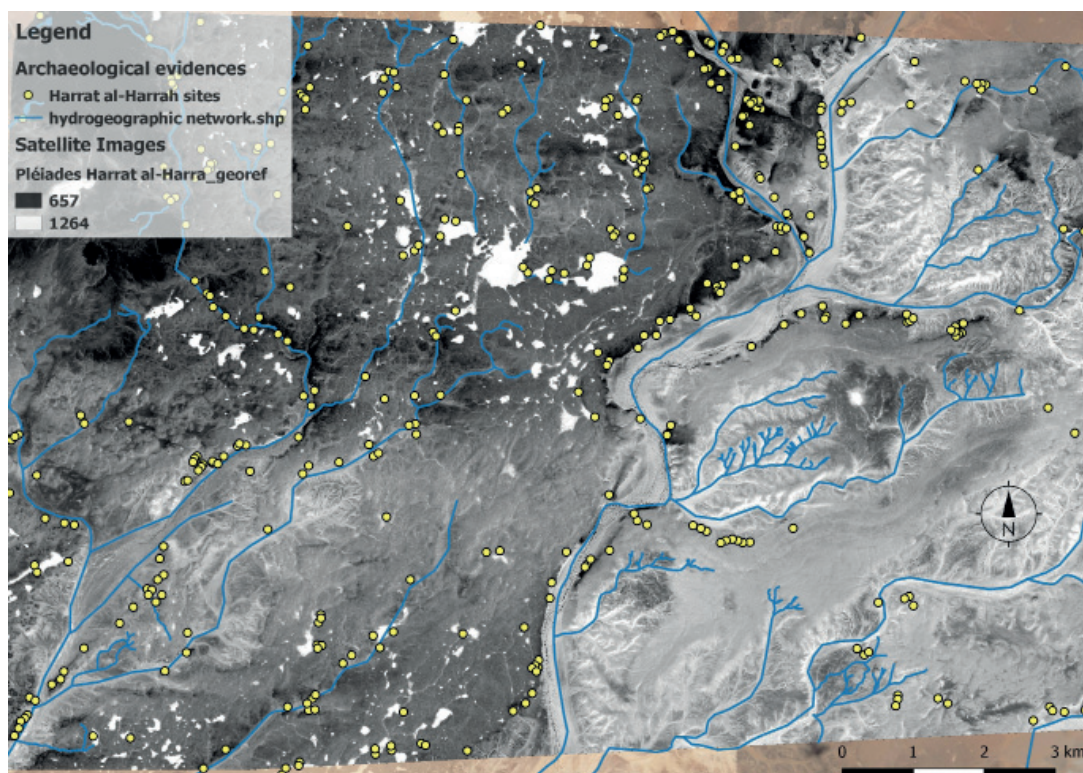 Legend
Archaeological evidences
Harrat al-Harrah sites
hydrogeographic network.shp
Satellite Images
Pléiades Harrat al-Harra_georef
657
1264
N
0 1 2 3 km